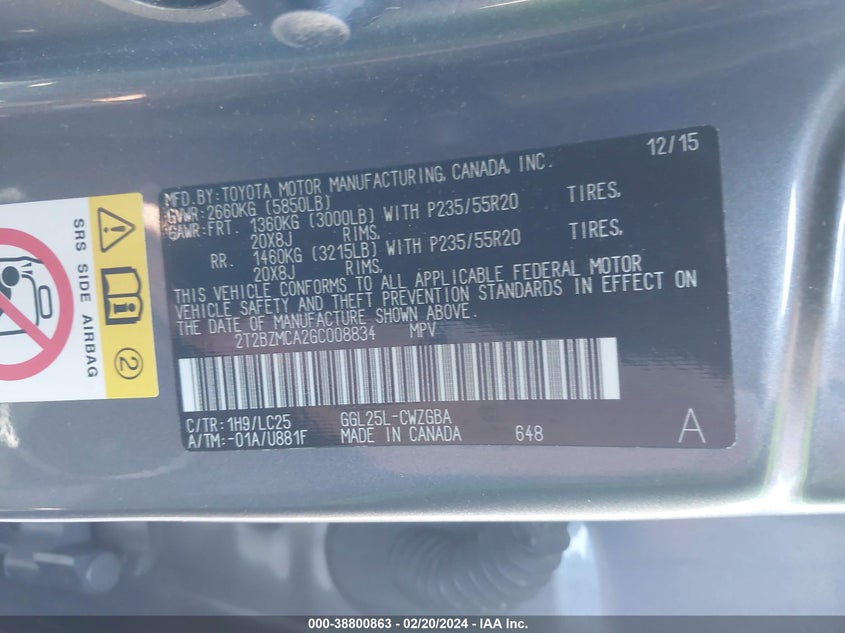 12/15
MFD. BY: TOYOTA MOTOR MANUFACTURING, CANADA, INC.
GVWR: 2660KG (5850LB)
GAWR: FRT. 1360KG (3000LB) WITH P235/55R20 TIRES,
20X8J RIMS,
RR. 1460KG (3215LB) WITH P235/55R20 TIRES,
20X8J RIMS,
THIS VEHICLE CONFORMS TO ALL APPLICABLE FEDERAL MOTOR
VEHICLE SAFETY AND THEFT PREVENTION STANDARDS IN EFFECT ON
THE DATE OF MANUFACTURE SHOWN ABOVE.
2T2BZMCA2GC008834 MPV
C/TR: 1H9/LC25 GGL25L-CWZGBA
A/TM: -01A/U881F MADE IN CANADA 648 A
SRS SIDE AIRBAG
2
000-38800863 - 02/20/2024 - IAA Inc.